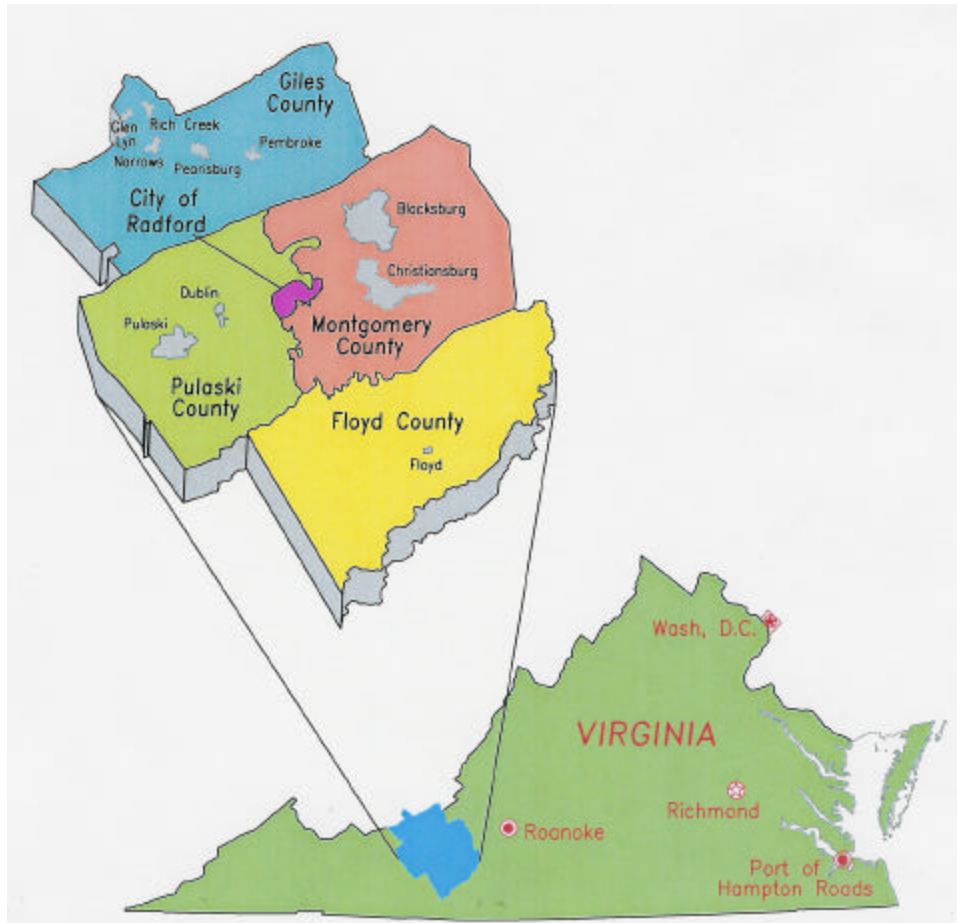 Giles
County
Glen
Lyn
Rich Creek
Narrows
Pearisburg
Pembroke
City of
Radford
Blacksburg
Christiansburg
Dublin
Pulaski
Montgomery
County
Pulaski
County
Floyd County
Floyd
Wash, D.C.
VIRGINIA
Richmond
Roanoke
Port of
Hampton Roads